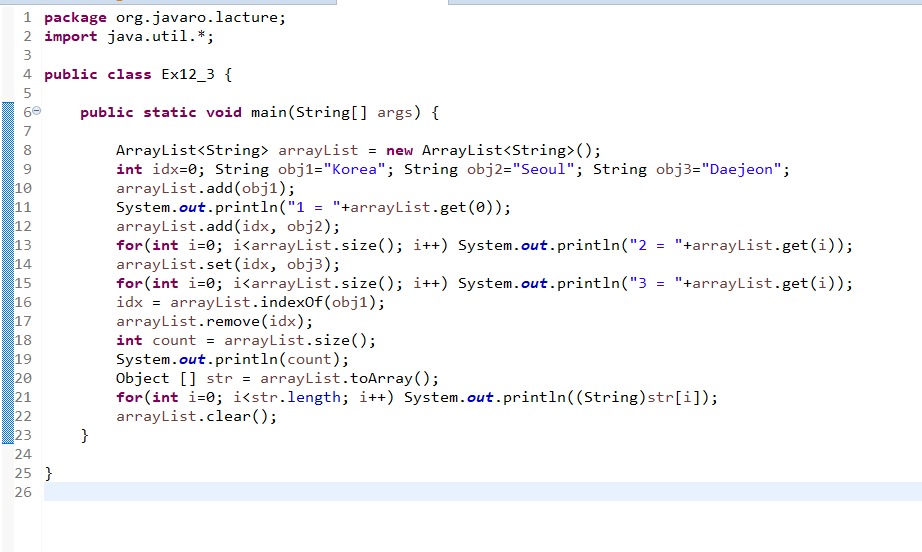 1 package org.javaro.lacture;
2 import java.util.*;
3
4 public class Ex12_3 {
5
6 public static void main(String[] args) {
7
8 ArrayList<String> arrayList = new ArrayList<String>();
9 int idx=0; String obj1="Korea"; String obj2="Seoul"; String obj3="Daejeon";
10 arrayList.add(obj1);
11 System.out.println("1 = "+arrayList.get(0));
12 arrayList.add(idx, obj2);
13 for(int i=0; i<arrayList.size(); i++) System.out.println("2 = "+arrayList.get(i));
14 arrayList.set(idx, obj3);
15 for(int i=0; i<arrayList.size(); i++) System.out.println("3 = "+arrayList.get(i));
16 idx = arrayList.indexOf(obj1);
17 arrayList.remove(idx);
18 int count = arrayList.size();
19 System.out.println(count);
20 Object [] str = arrayList.toArray();
21 for(int i=0; i<str.length; i++) System.out.println((String)str[i]);
22 arrayList.clear();
23 }
24
25 }
26